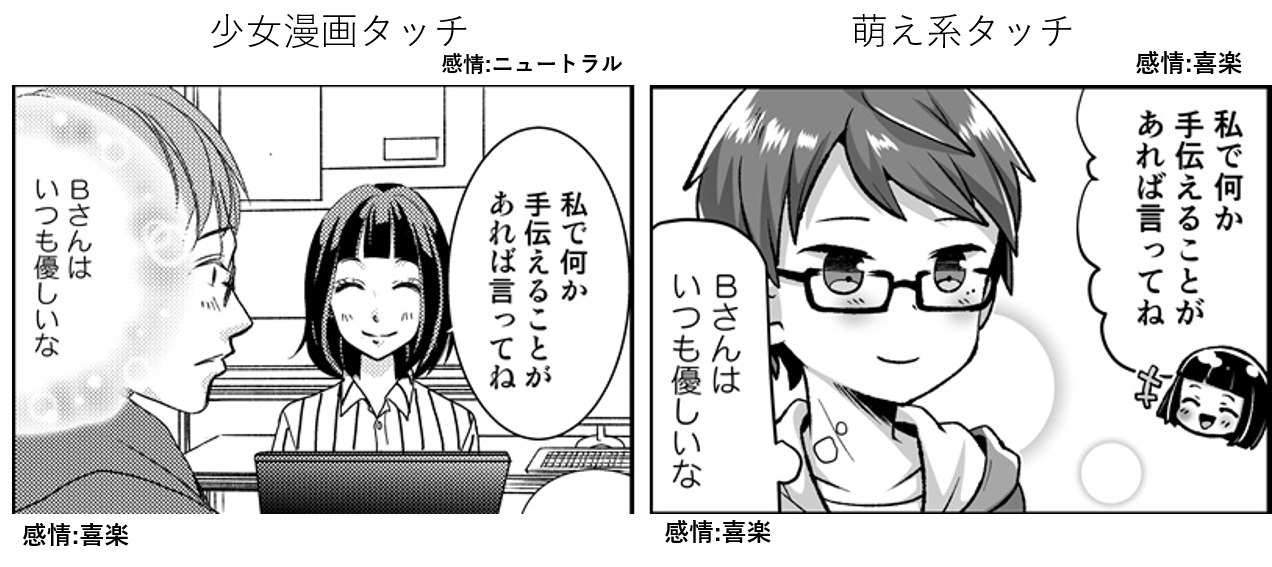 少女漫画タッチ
感情:ニュートラル
私で何か
手伝えることが
あれば言ってね
Bさんは
いつも優しいな
感情:喜楽
萌え系タッチ
感情:喜楽
私で何か
手伝えることが
あれば言ってね
Bさんは
いつも優しいな
感情:喜楽